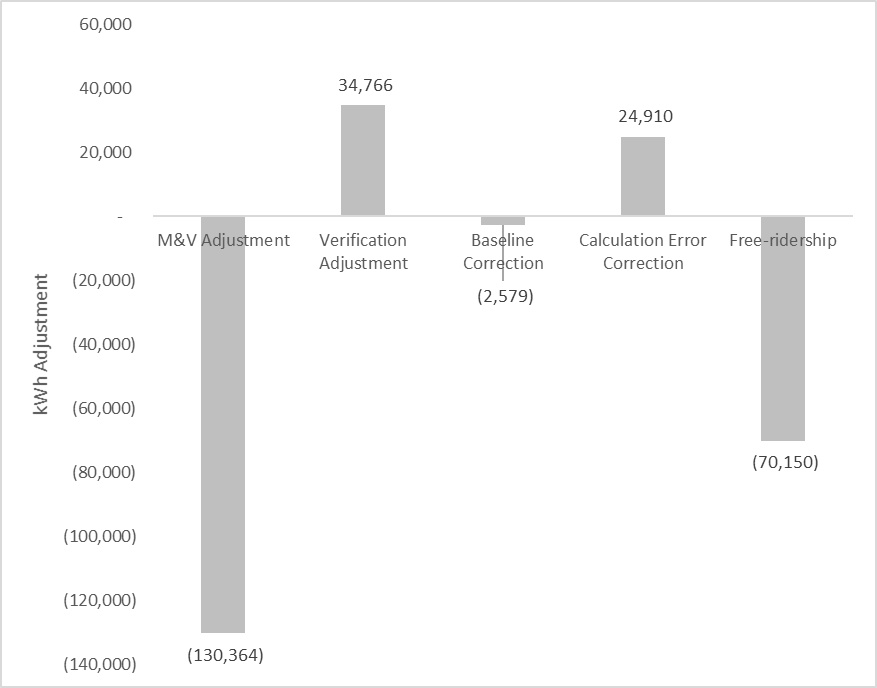 60,000
40,000
34,766
24,910
20,000
-
M&V Adjustment
Verification
Adjustment
Baseline
Correction
Calculation Error
Correction
Free-ridership
(20,000)
(2,579)
(40,000)
kWh Adjustment
(60,000)
(80,000)
(70,150)
(100,000)
(120,000)
(140,000)
(130,364)